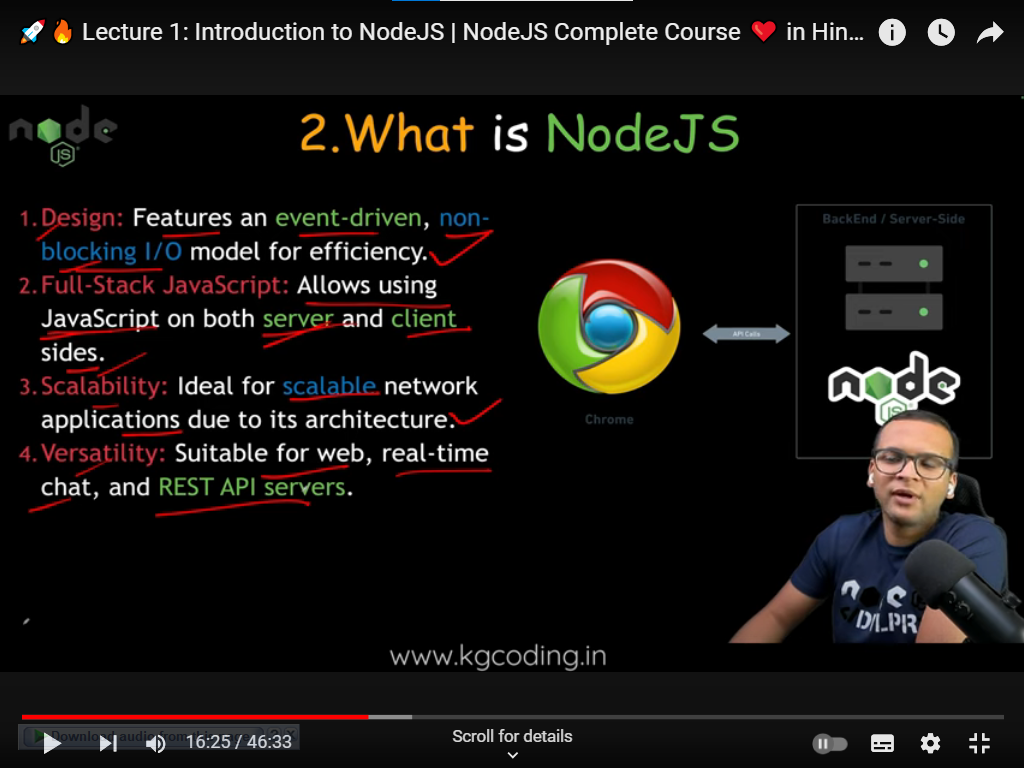 🚀🔥 Lecture 1: Introduction to NodeJS | NodeJS Complete Course ❤️ in Hin...
node
JS
2.What is NodeJS
1. Design: Features an event-driven, non-
blocking I/O model for efficiency.
2. Full-Stack JavaScript: Allows using
JavaScript on both server and client
sides.
3. Scalability: Ideal for scalable network
applications due to its architecture.
4. Versatility: Suitable for web, real-time
chat, and REST API servers.
BackEnd / Server-Side
API Calls
Chrome
node
JS
www.kgcoding.in
16:25 / 46:33
Scroll for details